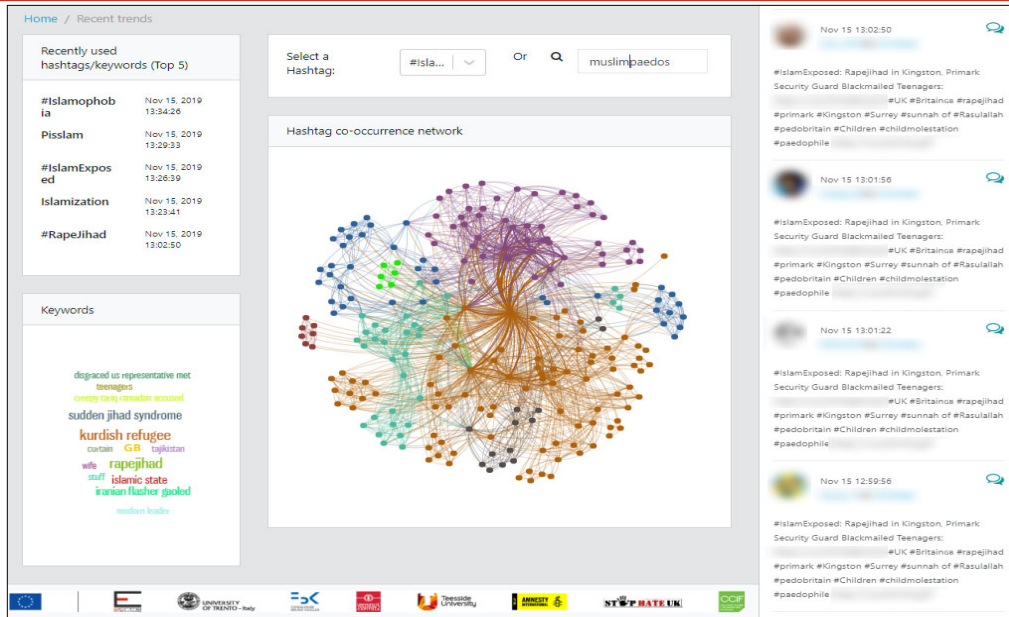 Home / Recent trends
Recently used
hashtags/keywords (Top 5)
#Islamophob
ia
Nov 15, 2019
13:34:26
Pisslam
Nov 15, 2019
13:29:33
#IslamExpos
ed
Nov 15, 2019
13:26:39
Islamization
Nov 15, 2019
13:23:41
#RapeJihad
Nov 15, 2019
13:02:50
Keywords
disgraced us representative met
teenagers
creepy tariq ramadan accused
sudden jihad syndrome
kurdish refugee
curtain GB tajikistan
wife rapejihad
stuff islamic state
iranian flasher gaoled
Select a
Hashtag:
#Isla...
Or
muslimpaedos
Hashtag co-occurrence network
Nov 15 13:02:50
#IslamExposed: Rapejihad in Kingston, Primark
Security Guard Blackmailed Teenagers:
#UK #Britaince #rapejihad
#primark #Kingston #Surrey #sunnah of #Rasulallah
#pedobritain #Children #childmolestation
#paedophile
Nov 15 13:01:56
#IslamExposed: Rapejihad in Kingston, Primark
Security Guard Blackmailed Teenagers:
#UK #Britaince #rapejihad
#primark #Kingston #Surrey #sunnah of #Rasulallah
#pedobritain #Children #childmolestation
#paedophile
Nov 15 13:01:22
#IslamExposed: Rapejihad in Kingston, Primark
Security Guard Blackmailed Teenagers:
#UK #Britaince #rapejihad
#primark #Kingston #Surrey #sunnah of #Rasulallah
#pedobritain #Children #childmolestation
#paedophile
Nov 15 12:59:56
#IslamExposed: Rapejihad in Kingston, Primark
Security Guard Blackmailed Teenagers:
#UK #Britaince #rapejihad
#primark #Kingston #Surrey #sunnah of #Rasulallah
#pedobritain #Children #childmolestation
#paedophile
UNIVERSITY
OF TRENTO - Italy
Teesside
University
AMNESTY
INTERNATIONAL
STOP HATE UK
CCIF